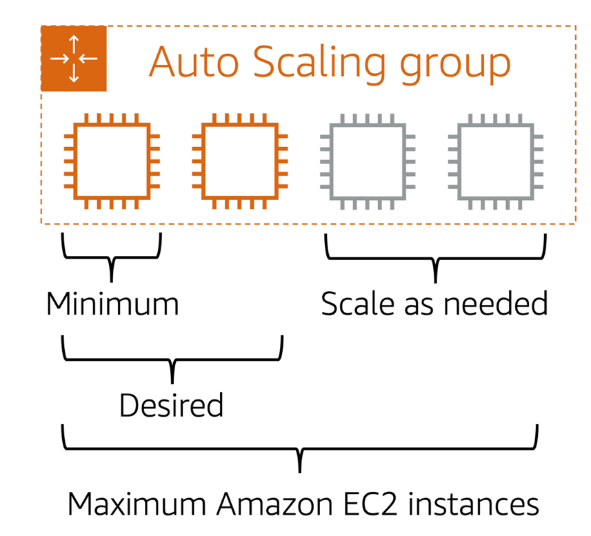 Auto Scaling group
Minimum
Scale as needed
Desired
Maximum Amazon EC2 instances